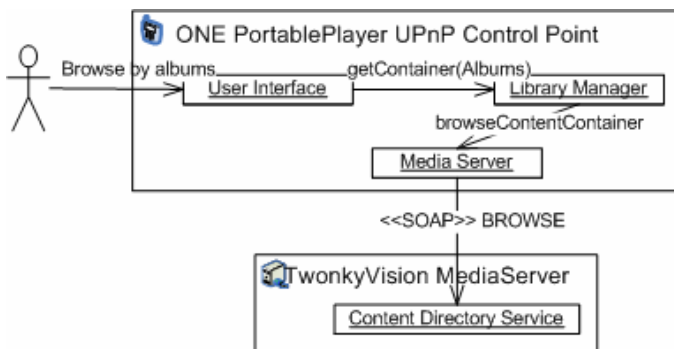 ONE PortablePlayer UPnP Control Point
Browse by albums
User Interface
getContainer(Albums)
Library Manager
browseContentContainer
Media Server
<<SOAP>> BROWSE
TwonkyVision MediaServer
Content Directory Service